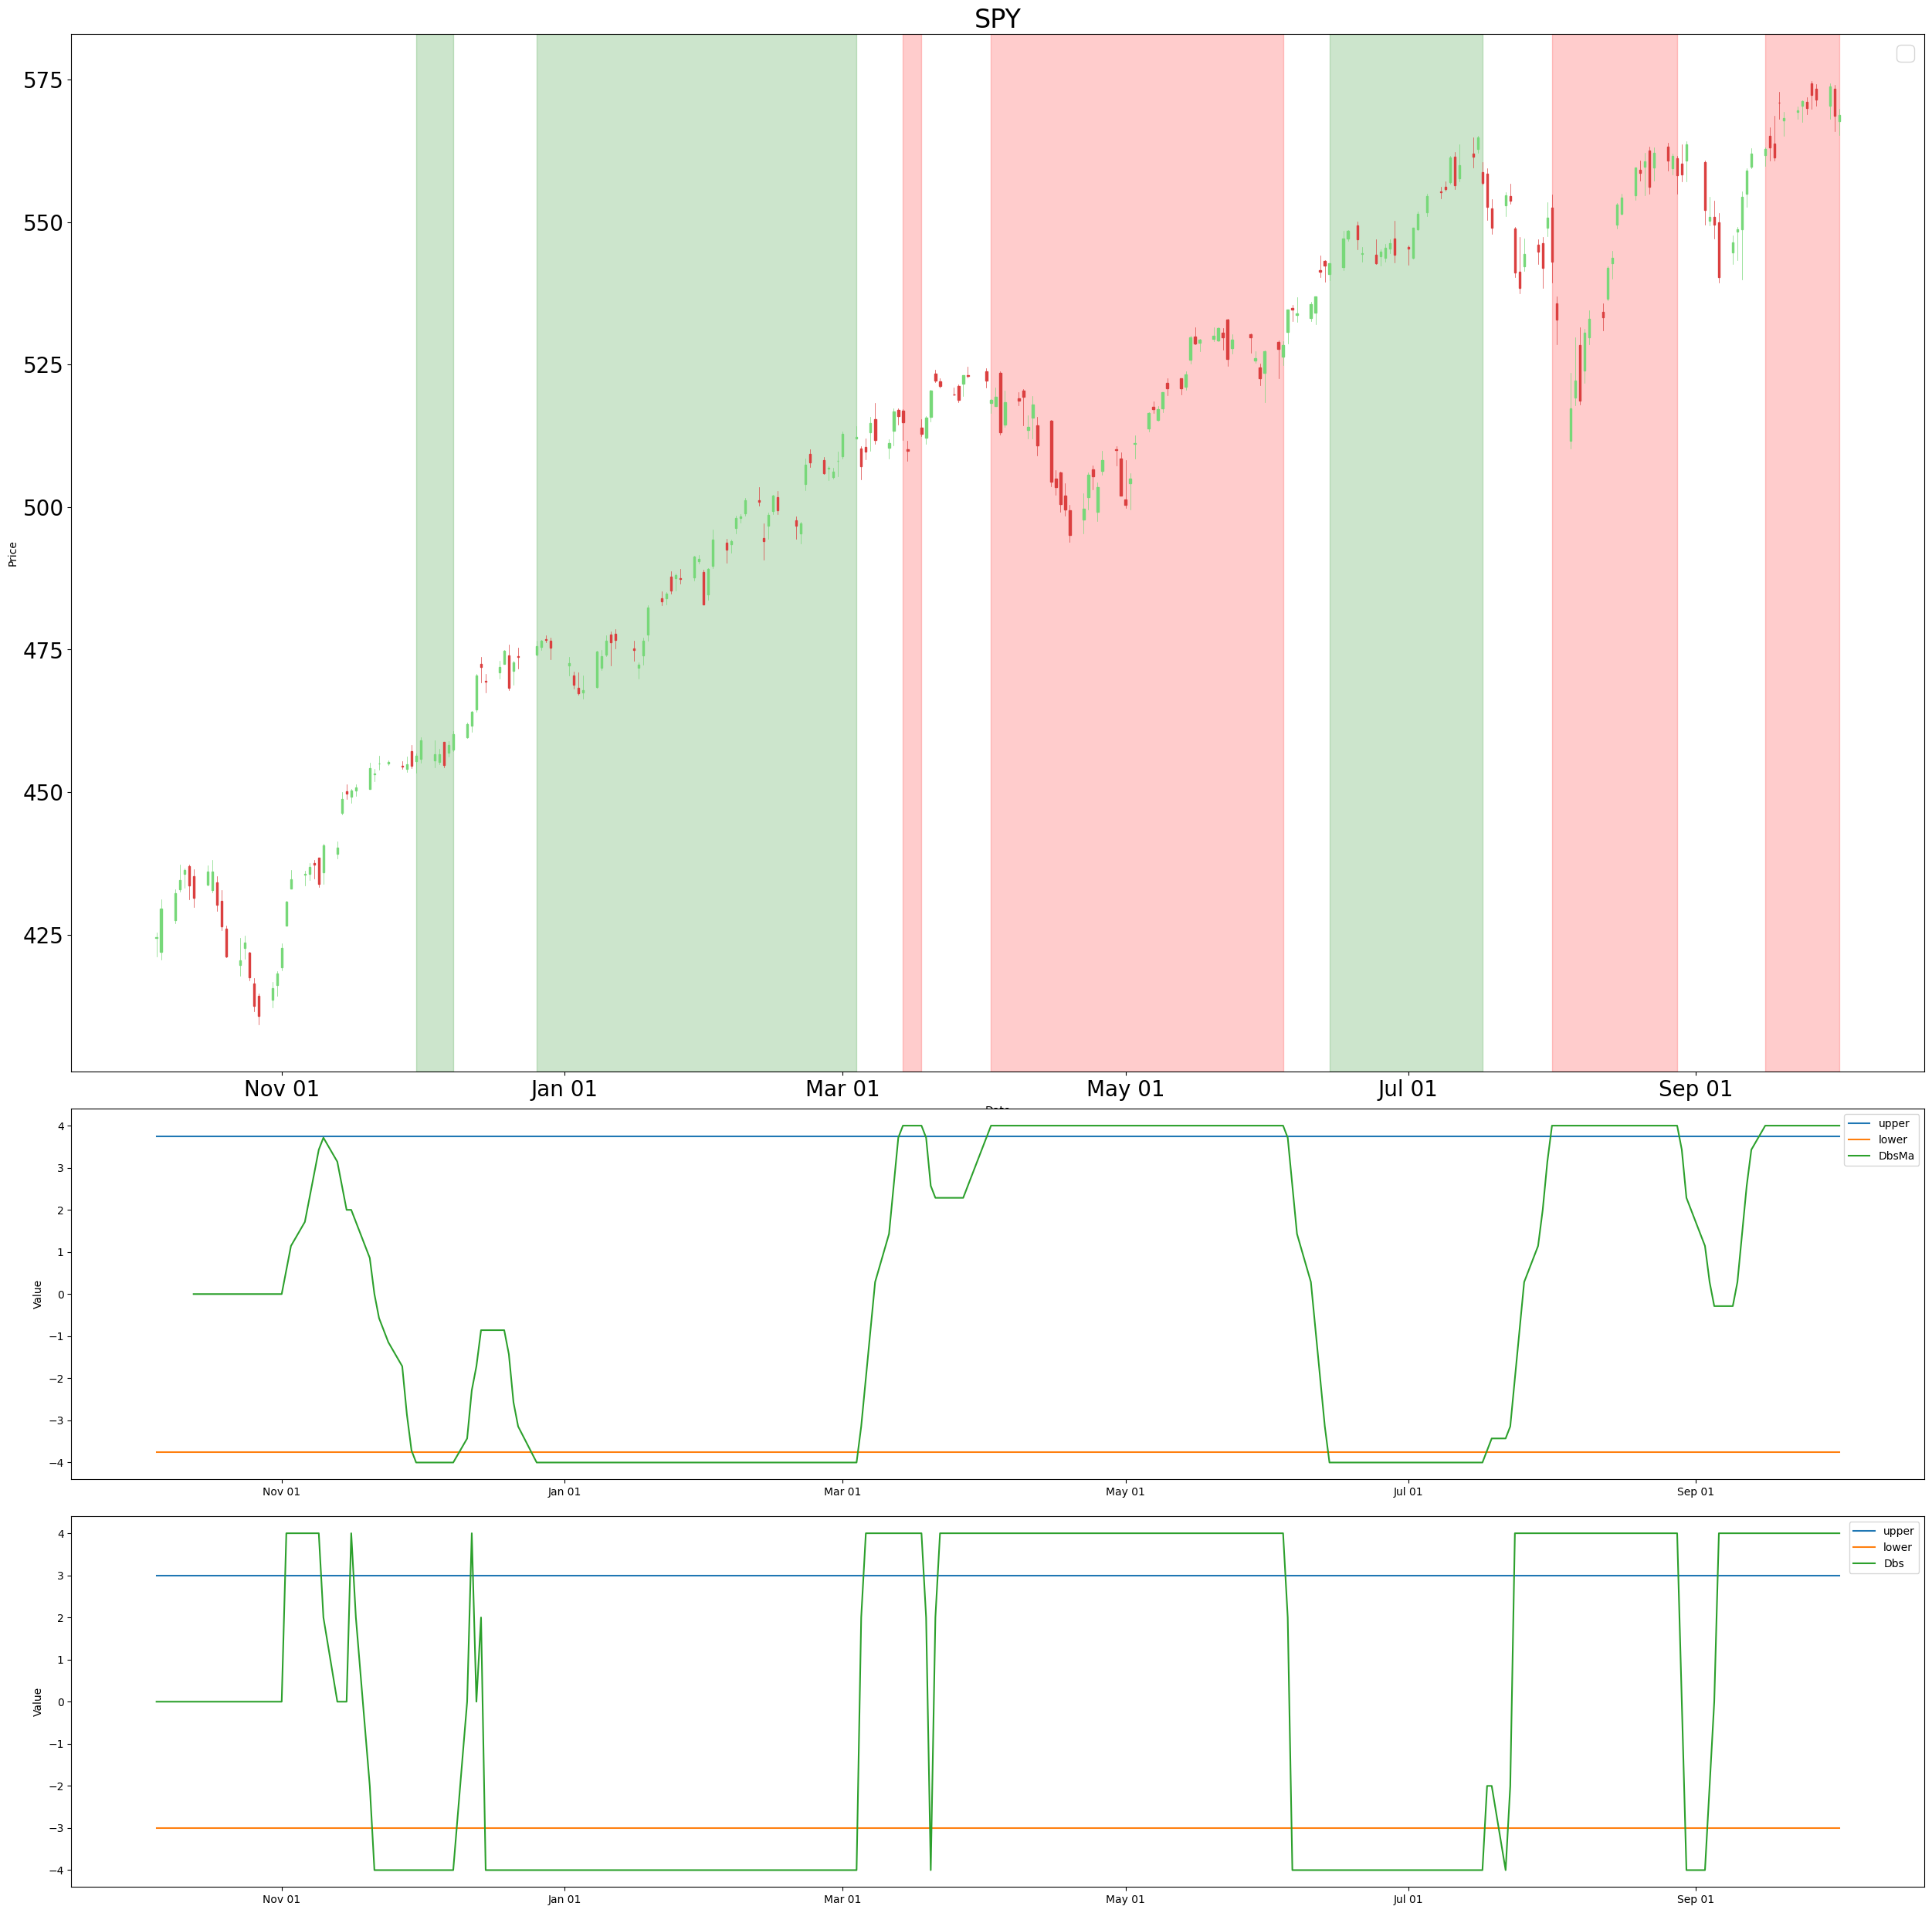 SPY
575
550
525
500
475
450
425
Price
Nov 01 Jan 01 Mar 01 May 01 Jul 01 Sep 01
Date
4
3
2
1
0
−1
−2
−3
−4
Value
upper
lower
DbsMa
Nov 01 Jan 01 Mar 01 May 01 Jul 01 Sep 01
4
3
2
1
0
−1
−2
−3
−4
Value
upper
lower
Dbs
Nov 01 Jan 01 Mar 01 May 01 Jul 01 Sep 01